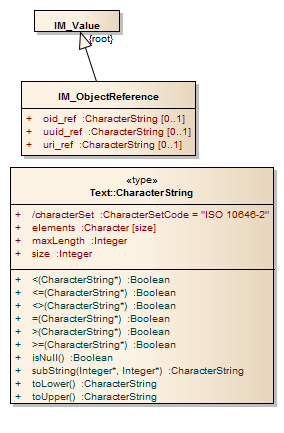 IM_Value
{root}
IM_ObjectReference
+ oid_ref :CharacterString [0..1]
+ uuid_ref :CharacterString [0..1]
+ uri_ref :CharacterString [0..1]
«type»
Text::CharacterString
+ /characterSet :CharacterSetCode = "ISO 10646-2"
+ elements :Character [size]
+ maxLength :Integer
+ size :Integer
+ <(CharacterString*) :Boolean
+ <=(CharacterString*) :Boolean
+ <>(CharacterString*) :Boolean
+ =(CharacterString*) :Boolean
+ >(CharacterString*) :Boolean
+ >=(CharacterString*) :Boolean
+ isNull() :Boolean
+ subString(Integer*, Integer*) :CharacterString
+ toLower() :CharacterString
+ toUpper() :CharacterString